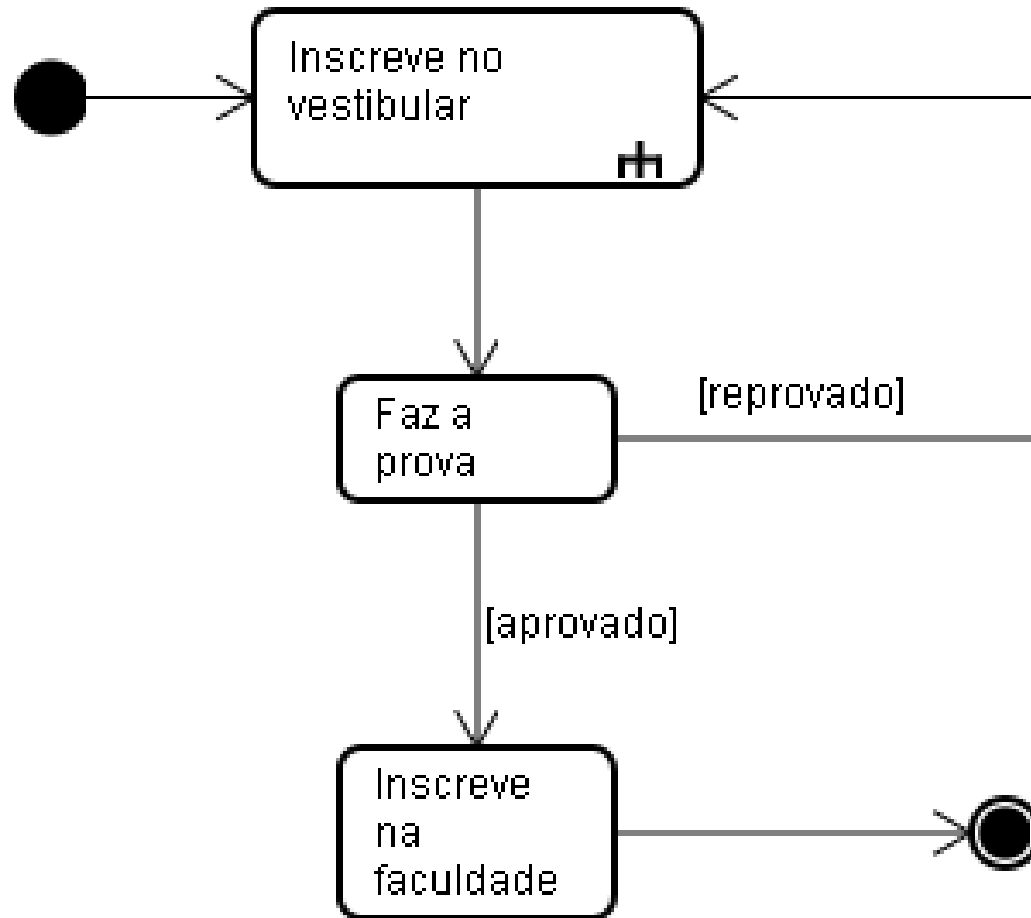 Inscreve no
vestibular
Faz a
prova
[reprovado]
[aprovado]
Inscreve
na
faculdade